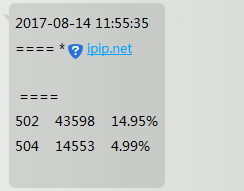 2017-08-14 11:55:35
==== * ipip.net
====
502 43598 14.95%
504 14553 4.99%